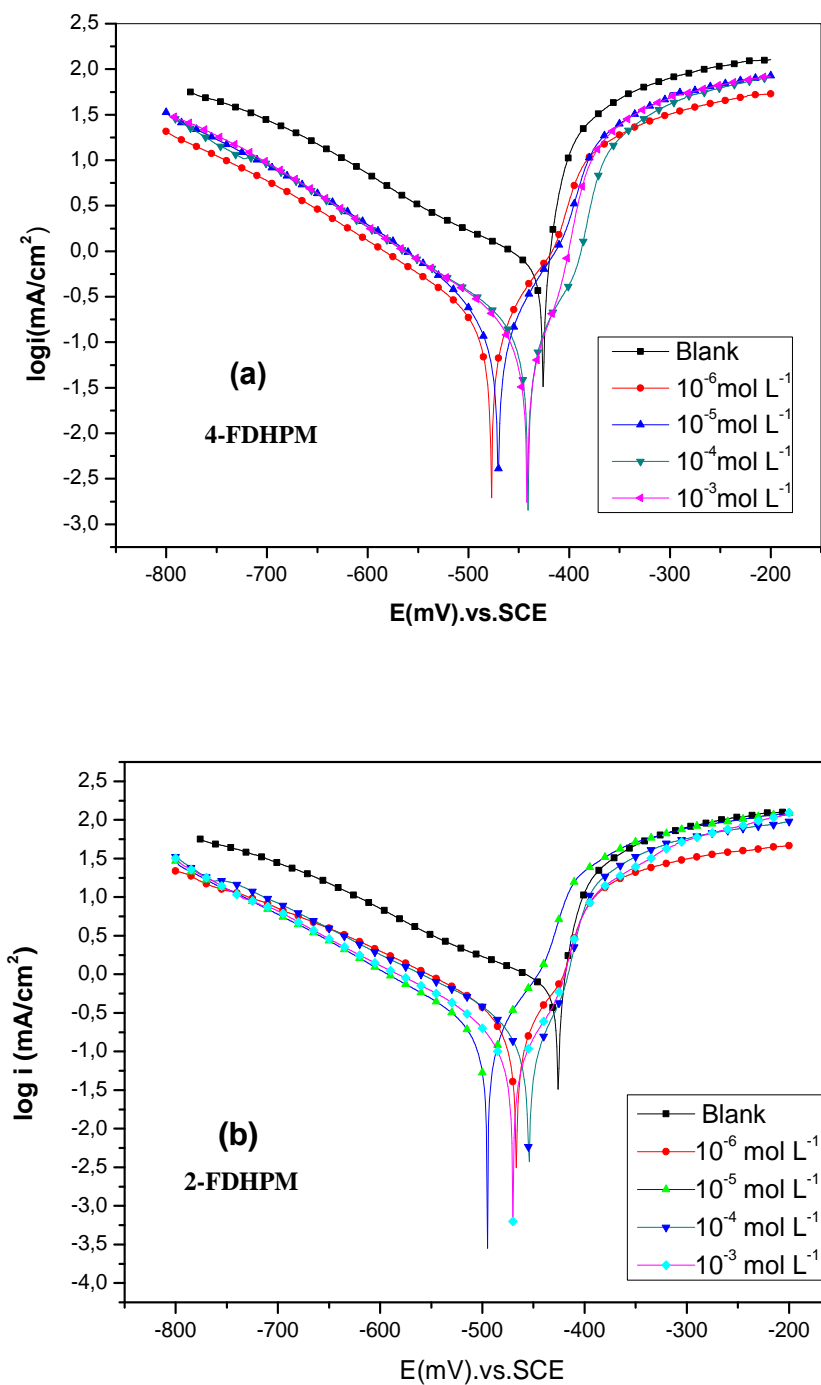 2,5
2,0
1,5
1,0
0,5
0,0
-0,5
-1,0
-1,5
-2,0
-2,5
-3,0
logi(mA/cm²)
(a)
4-FDHPM
Blank
10⁻⁶mol L⁻¹
10⁻⁵mol L⁻¹
10⁻⁴mol L⁻¹
10⁻³mol L⁻¹
-800 -700 -600 -500 -400 -300 -200
E(mV).vs.SCE
2,5
2,0
1,5
1,0
0,5
0,0
-0,5
-1,0
-1,5
-2,0
-2,5
-3,0
-3,5
-4,0
log i (mA/cm²)
(b)
2-FDHPM
Blank
10⁻⁶ mol L⁻¹
10⁻⁵ mol L⁻¹
10⁻⁴ mol L⁻¹
10⁻³ mol L⁻¹
-800 -700 -600 -500 -400 -300 -200
E(mV).vs.SCE